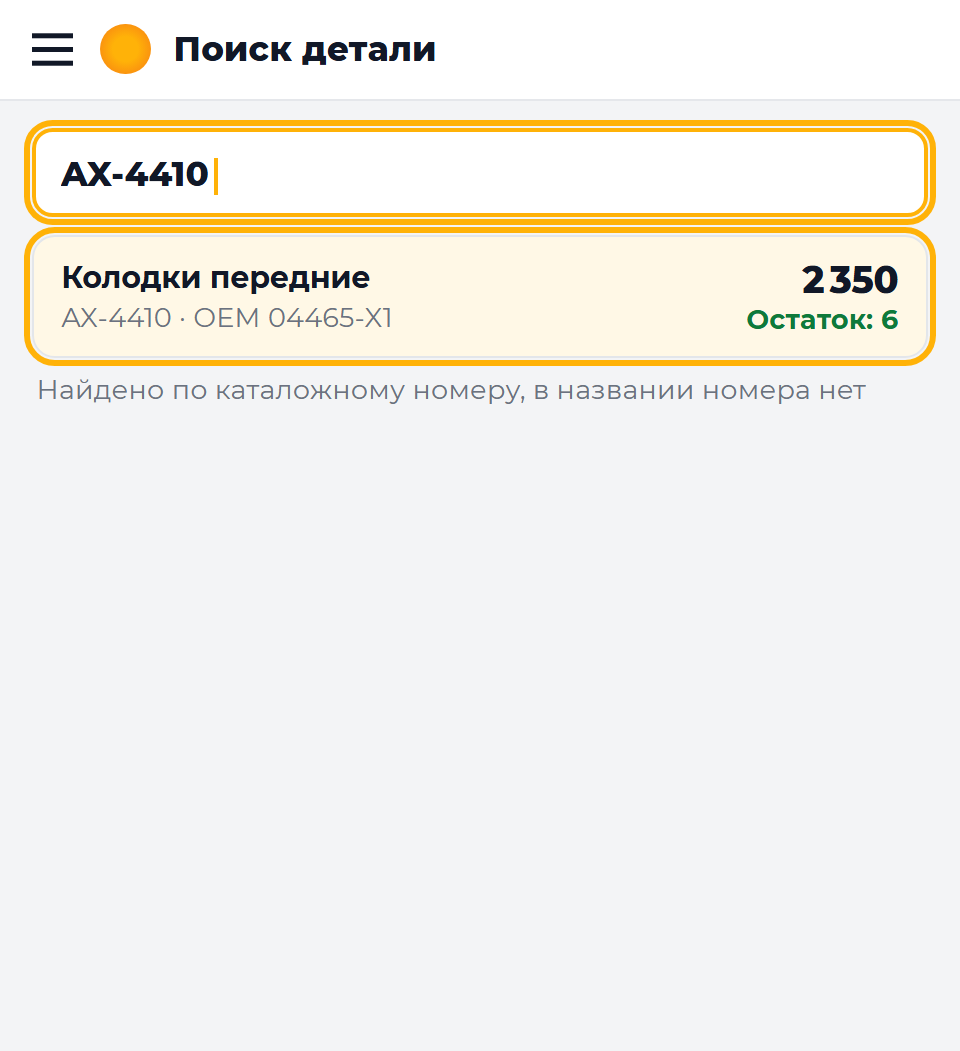 Поиск детали
AX-4410
Колодки передние
2 350
AX-4410 · OEM 04465-X1
Остаток: 6
Найдено по каталожному номеру, в названии номера нет